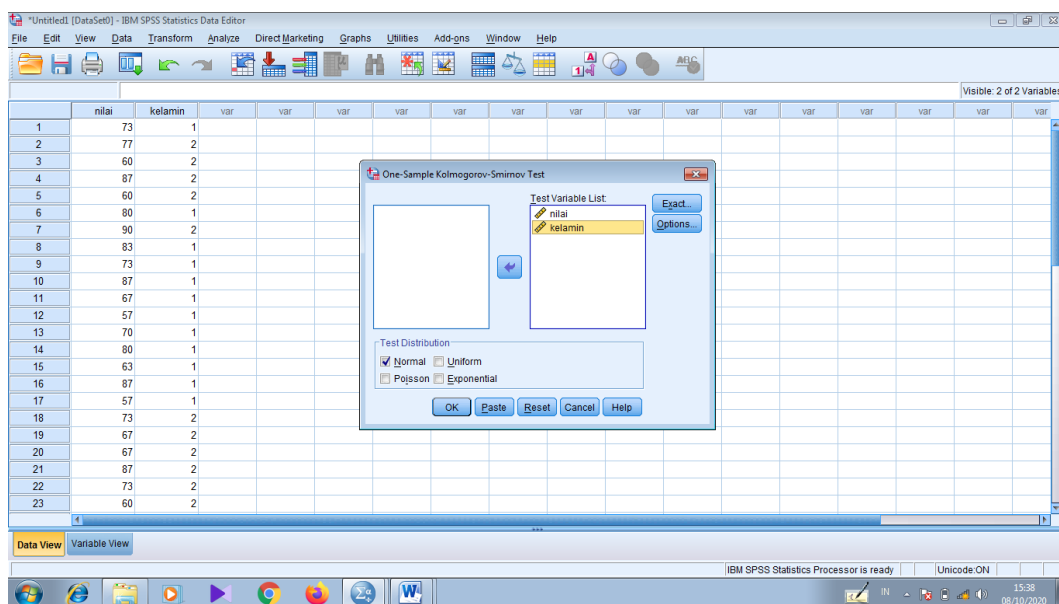 *Untitled1 [DataSet0] - IBM SPSS Statistics Data Editor
File Edit View Data Transform Analyze Direct Marketing Graphs Utilities Add-ons Window Help
Visible: 2 of 2 Variables
nilai kelamin var var var var var var var var var var var var
1 73 1
2 77 2
3 60 2
4 87 2
5 60 2
6 80 1
7 90 2
8 83 1
9 73 1
10 87 1
11 67 1
12 57 1
13 70 1
14 80 1
15 63 1
16 87 1
17 57 1
18 73 2
19 67 2
20 67 2
21 87 2
22 73 2
23 60 2
One-Sample Kolmogorov-Smirnov Test
Test Variable List:
nilai
kelamin
Exact...
Options...
Test Distribution
Normal Uniform
Poisson Exponential
OK Paste Reset Cancel Help
Data View Variable View
IBM SPSS Statistics Processor is ready Unicode:ON
IN 15:38
08/10/2020